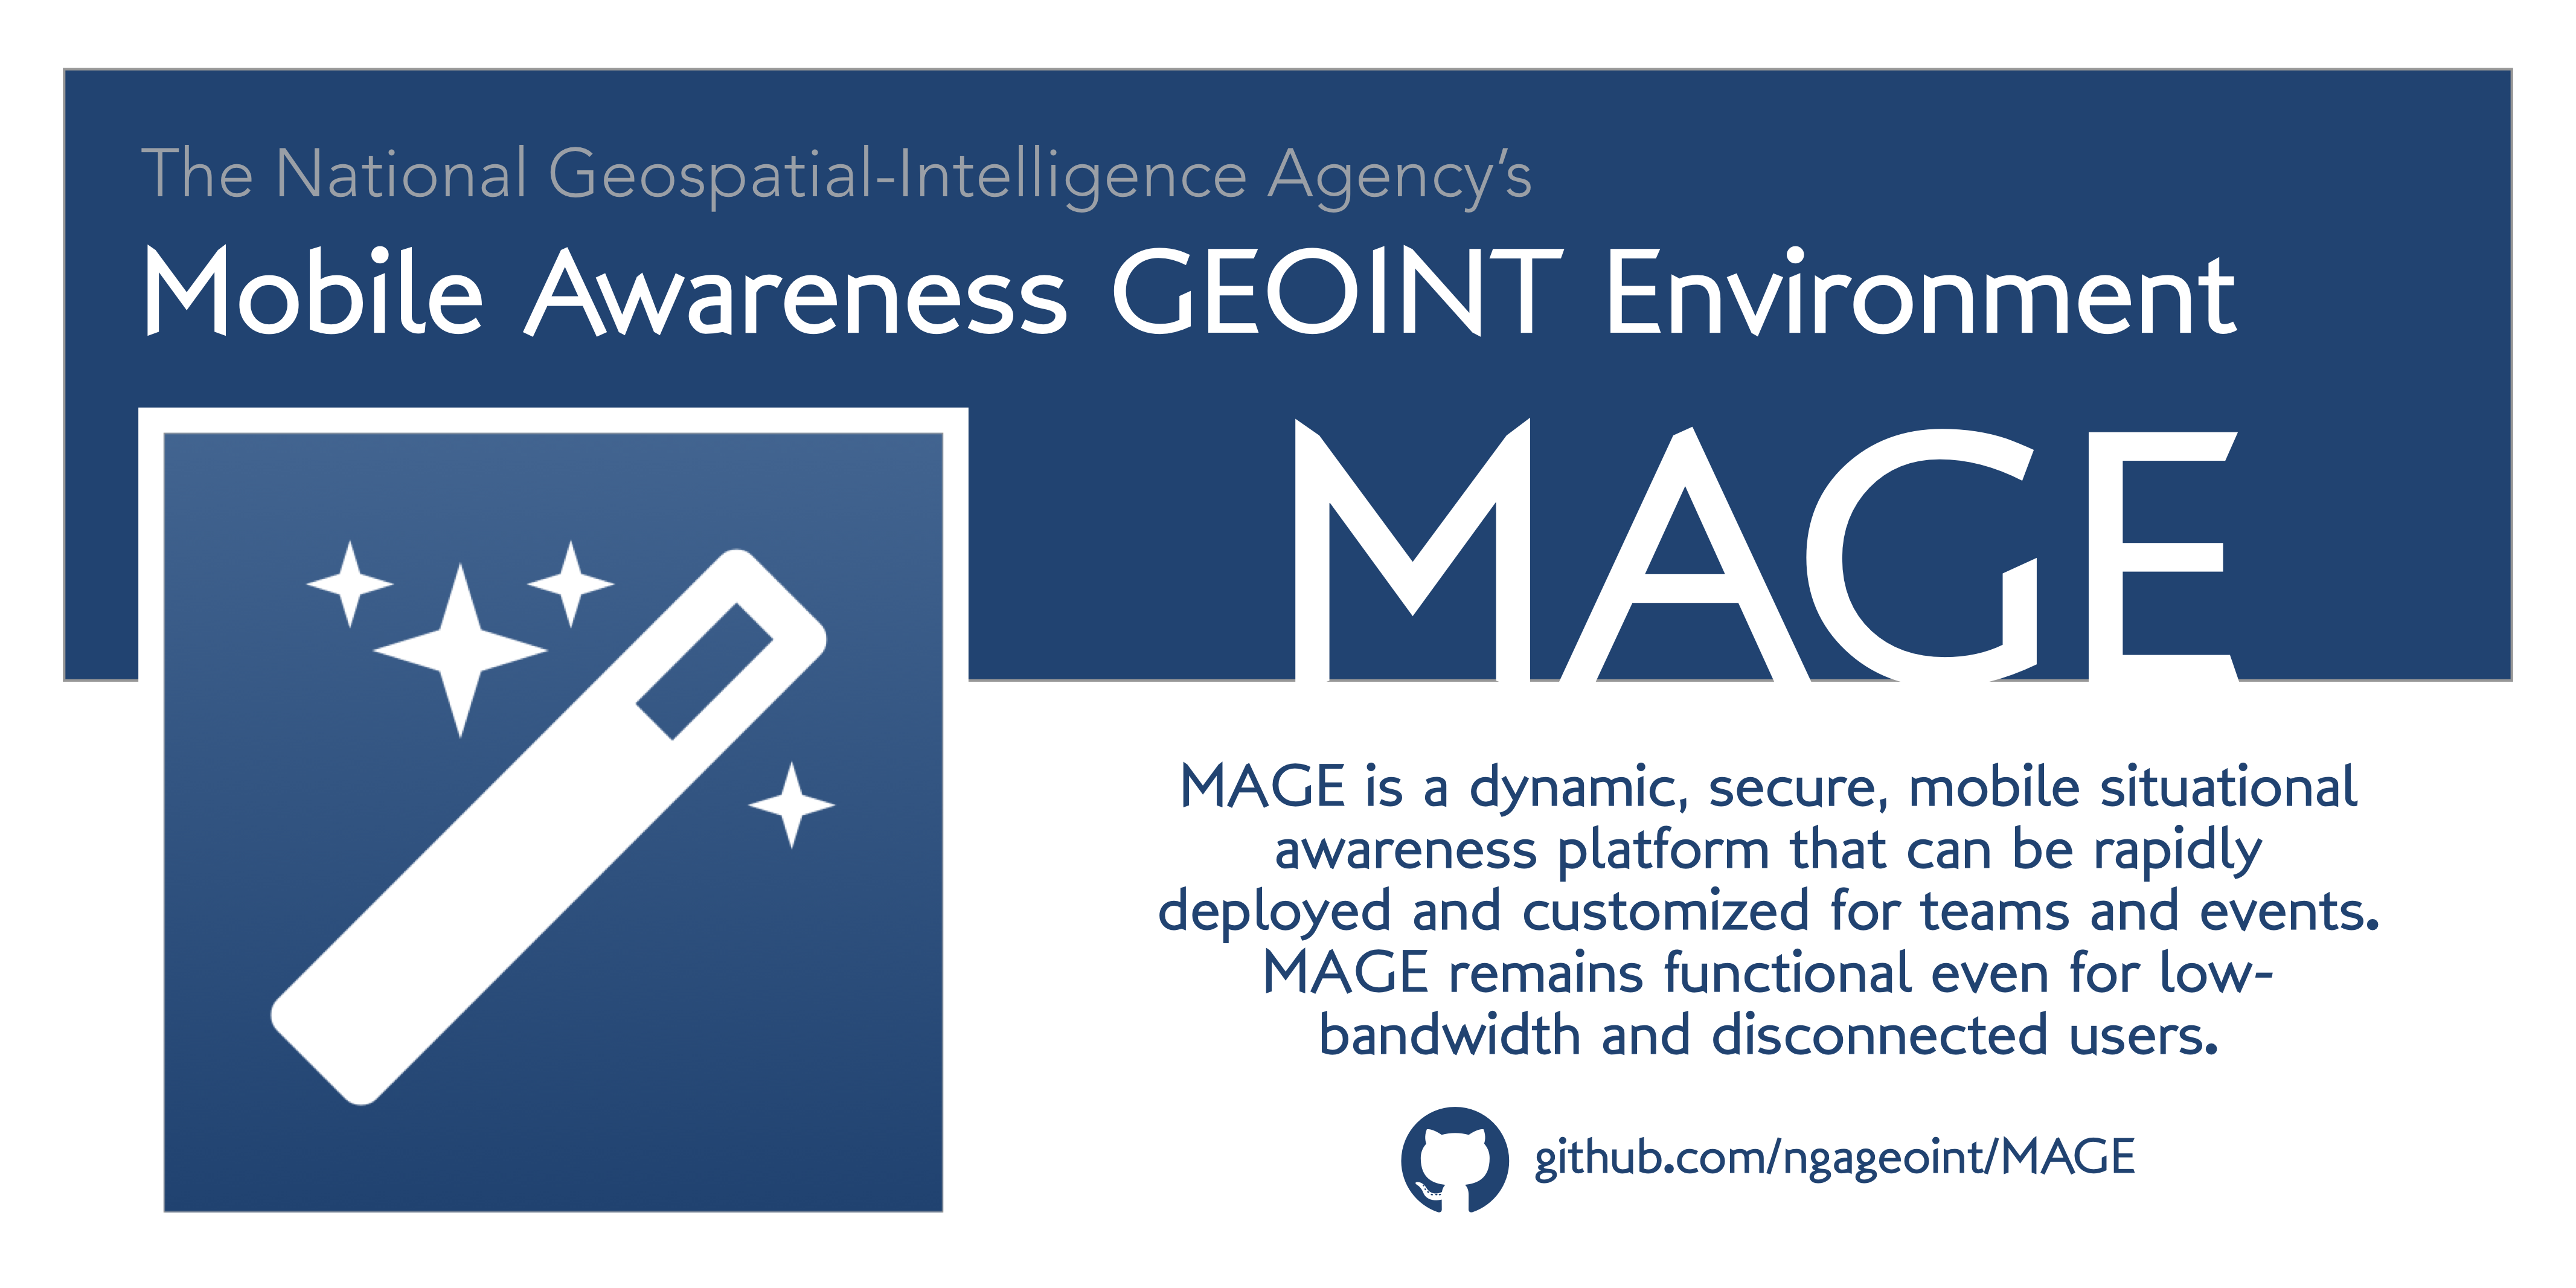 The National Geospatial-Intelligence Agency’s
Mobile Awareness GEOINT Environment
MAGE
MAGE is a dynamic, secure, mobile situational
awareness platform that can be rapidly
deployed and customized for teams and events.
MAGE remains functional even for low-
bandwidth and disconnected users.
github.com/ngageoint/MAGE